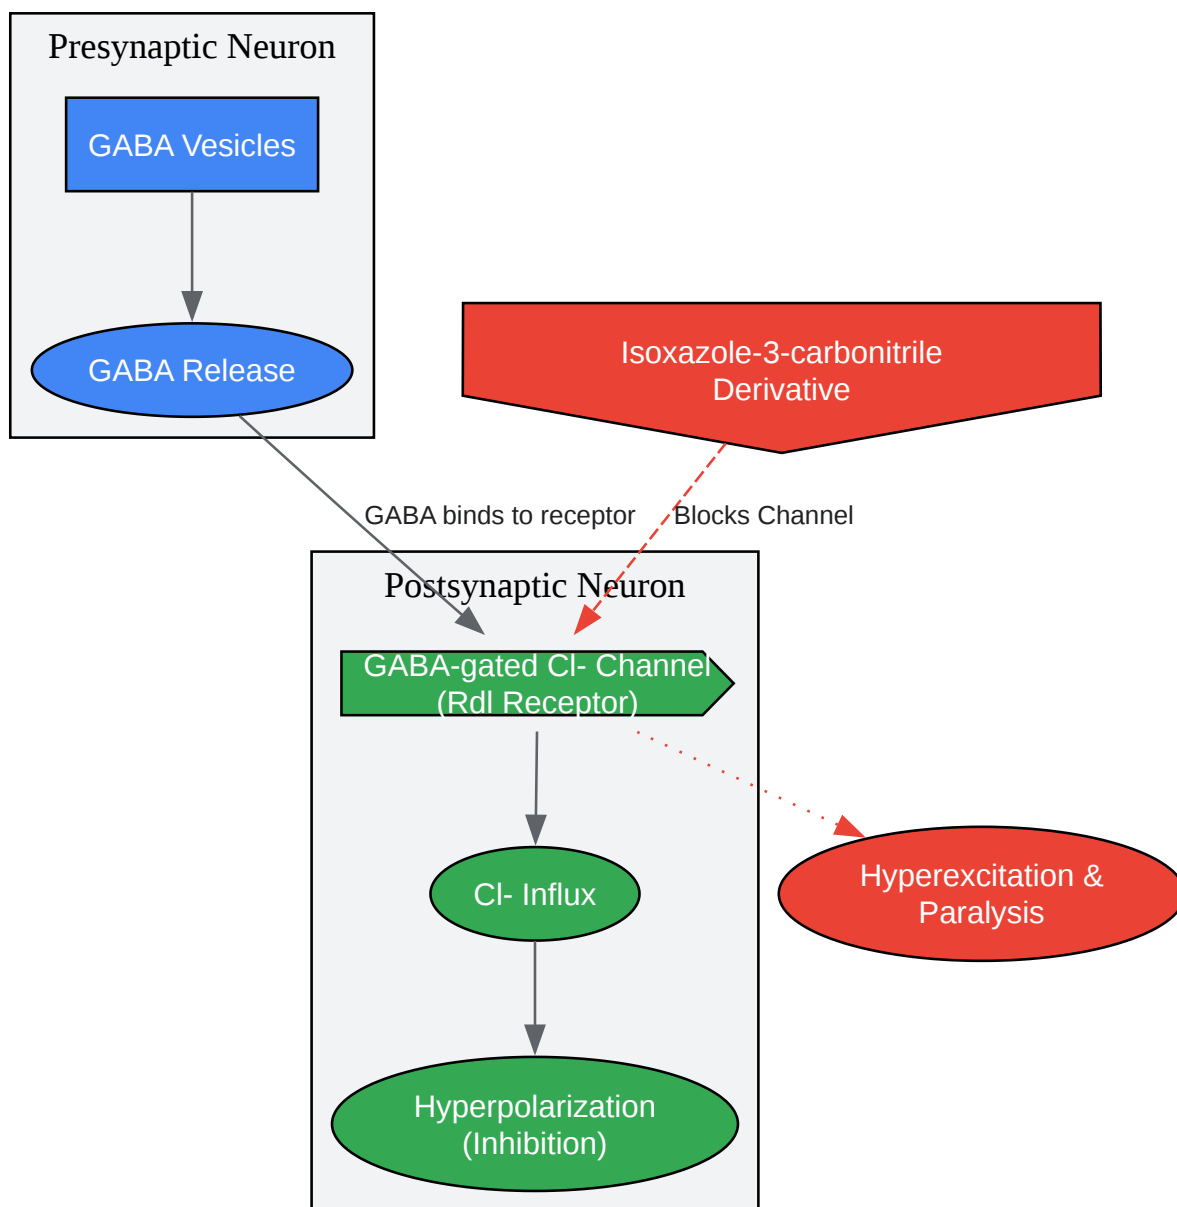 Presynaptic Neuron
GABA Vesicles
GABA Release
Isoxazole-3-carbonitrile
Derivative
GABA binds to receptor
Blocks Channel
Postsynaptic Neuron
GABA-gated Cl- Channel
(Rdl Receptor)
Cl- Influx
Hyperexcitation &
Paralysis
Hyperpolarization
(Inhibition)